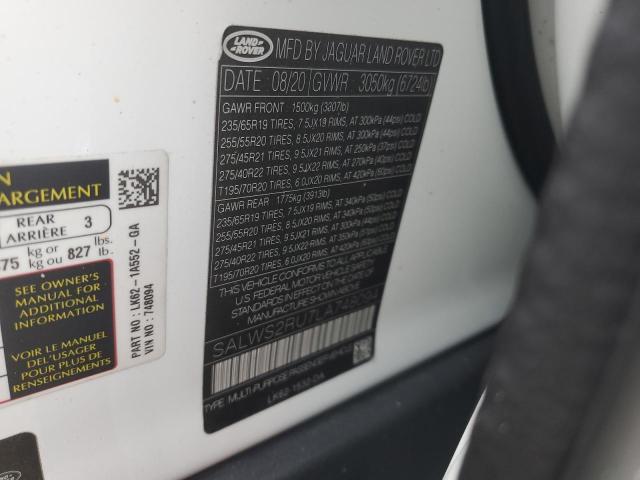 LAND ROVER
MFD BY JAGUAR LAND ROVER LTD
DATE 08/20 GVWR 3050kg (6724lb)
GAWR FRONT 1500kg (3207lb)
235/65R19 TIRES, 7.5JX19 RIMS, AT 300kPa (44psi) COLD
255/55R20 TIRES, 8.5JX20 RIMS, AT 300kPa (44psi) COLD
275/45R21 TIRES, 9.5JX21 RIMS, AT 250kPa (37psi) COLD
275/40R22 TIRES, 9.5JX22 RIMS, AT 270kPa (40psi) COLD
T195/70R20 TIRES, 6.0JX20 RIMS, AT 420kPa (60psi) COLD
GAWR REAR 1775kg (3913lb)
235/65R19 TIRES, 7.5JX19 RIMS, AT 340kPa (50psi) COLD
255/55R20 TIRES, 8.5JX20 RIMS, AT 340kPa (50psi) COLD
275/45R21 TIRES, 9.5JX21 RIMS, AT 300kPa (44psi) COLD
275/40R22 TIRES, 9.5JX22 RIMS, AT 350kPa COLD
T195/70R20 TIRES, 6.0JX20 RIMS, AT 420kPa (60psi) COLD
THIS VEHICLE CONFORMS TO ALL APPLICABLE
U.S. FEDERAL MOTOR VEHICLE SAFETY STANDARDS
IN EFFECT ON THE DATE OF MANUFACTURE SHOWN ABOVE
SALWS2RU7LA748094
TYPE MULTI-PURPOSE PASSENGER VEHICLE
LK62-1532-DA
ARGEMENT
REAR
ARRIÈRE 3
75 kg or
kg ou 827 lbs.
lb.
SEE OWNER'S
MANUAL FOR
ADDITIONAL
INFORMATION
VOIR LE MANUEL
DE L'USAGER
POUR PLUS DE
RENSEIGNEMENTS
PART NO: LK62-1A552-GA
VIN NO : 748094